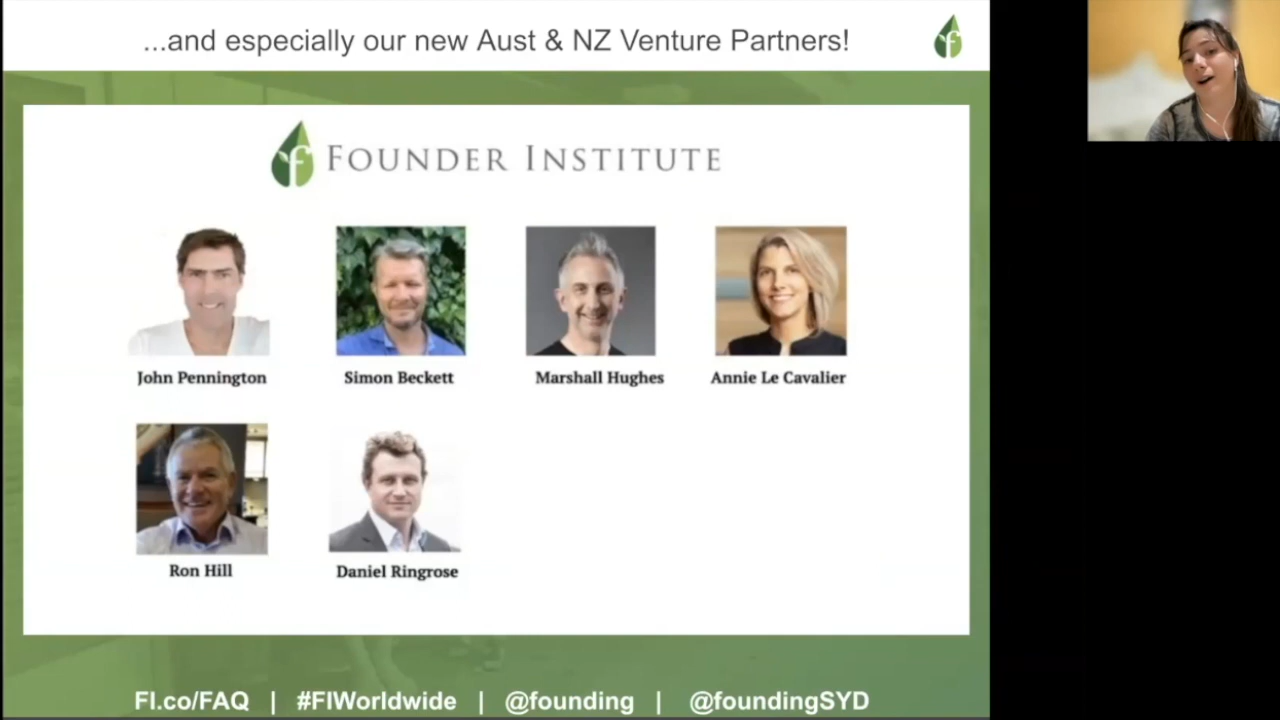 ...and especially our new Aust & NZ Venture Partners!
FOUNDER INSTITUTE
John Pennington
Simon Beckett
Marshall Hughes
Annie Le Cavalier
Ron Hill
Daniel Ringrose
FI.co/FAQ | #FIWorldwide | @founding | @foundingSYD